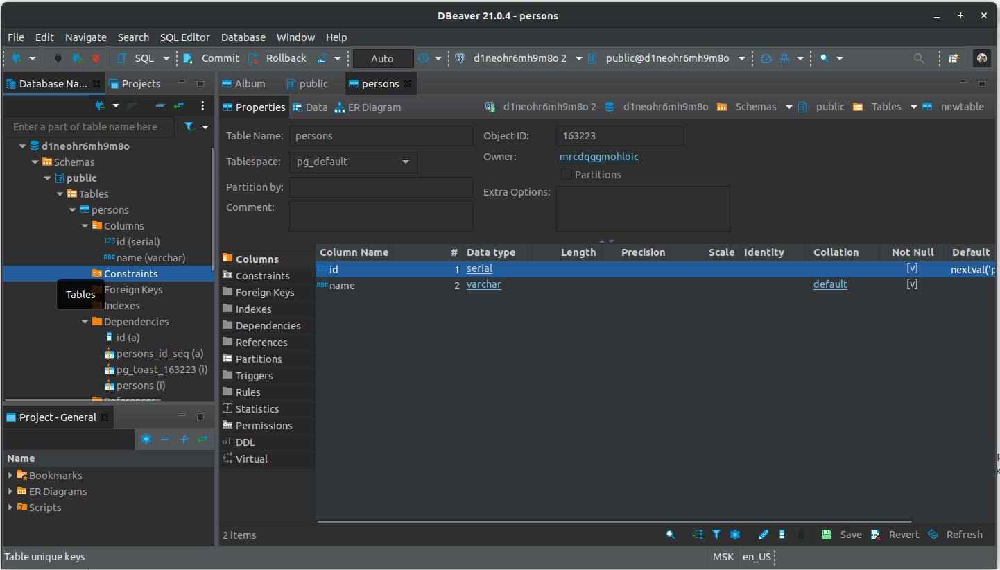 DBeaver 21.0.4 - persons
File Edit Navigate Search SQL Editor Database Window Help
SQL Commit Rollback Auto d1neohr6mh9m8o 2 public@d1neohr6mh9m8o
Database Na... Projects
Enter a part of table name here
d1neohr6mh9m8o
Schemas
public
Tables
persons
Columns
123 id (serial)
ABC name (varchar)
Constraints
Foreign Keys
Tables
Indexes
Dependencies
id (a)
persons_id_seq (a)
pg_toast_163223 (i)
persons (i)
References
Project - General
Name
Bookmarks
ER Diagrams
Scripts
Album public persons
Properties Data ER Diagram d1neohr6mh9m8o 2 d1neohr6mh9m8o Schemas public Tables newtable
Table Name: persons Object ID: 163223
Tablespace: pg_default Owner: mrcdqggmohloic
Partitions
Partition by: Extra Options:
Comment:
Columns
Constraints
Foreign Keys
Indexes
Dependencies
References
Partitions
Triggers
Rules
Statistics
Permissions
DDL
Virtual
Column Name # Data type Length Precision Scale Identity Collation Not Null Default
123 id 1 serial [v] nextval('p
ABC name 2 varchar default [v]
2 items Save Revert Refresh
Table unique keys MSK en_US